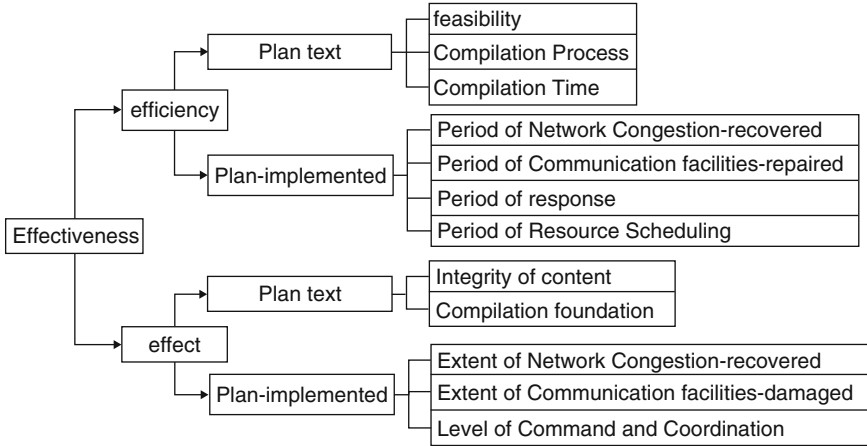 Plan text
feasibility
Compilation Process
Compilation Time
efficiency
Plan-implemented
Period of Network Congestion-recovered
Period of Communication facilities-repaired
Period of response
Period of Resource Scheduling
Effectiveness
Plan text
Integrity of content
Compilation foundation
effect
Plan-implemented
Extent of Network Congestion-recovered
Extent of Communication facilities-damaged
Level of Command and Coordination